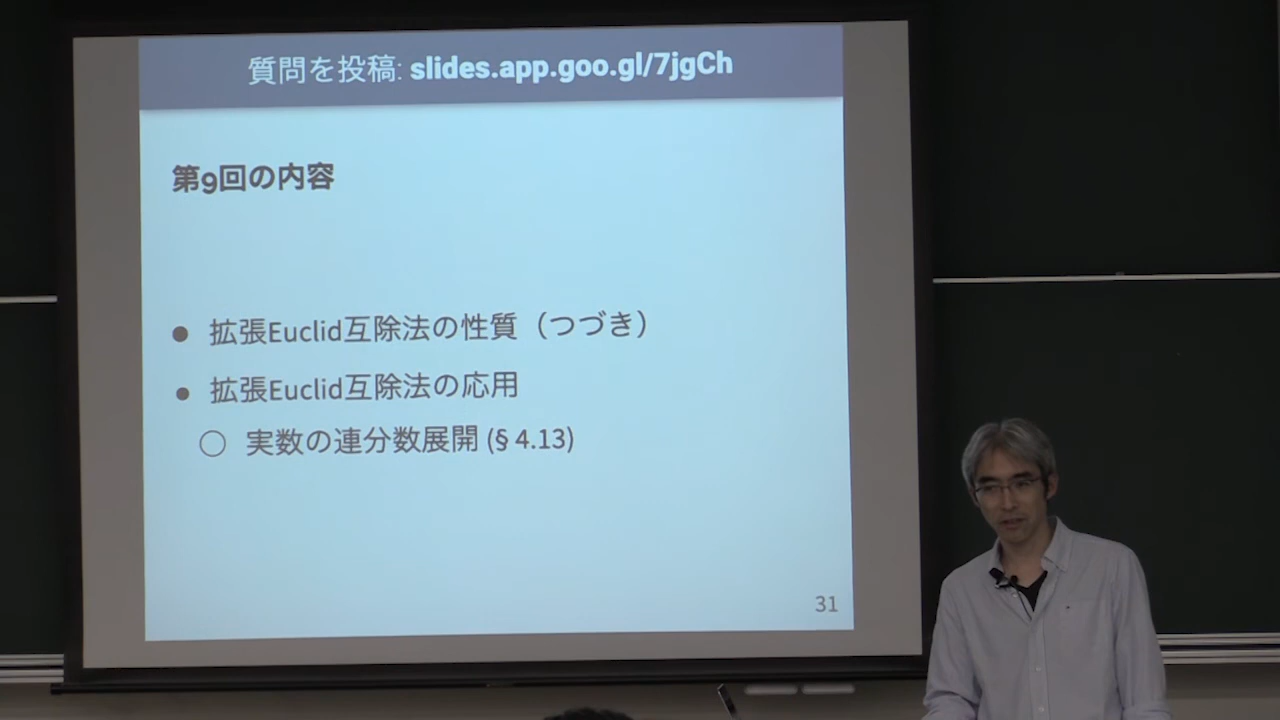 質問を投稿: slides.app.goo.gl/7jgCh
第9回の内容
● 拡張Euclid互除法の性質（つづき）
● 拡張Euclid互除法の応用
○ 実数の連分数展開 (§ 4.13)
31